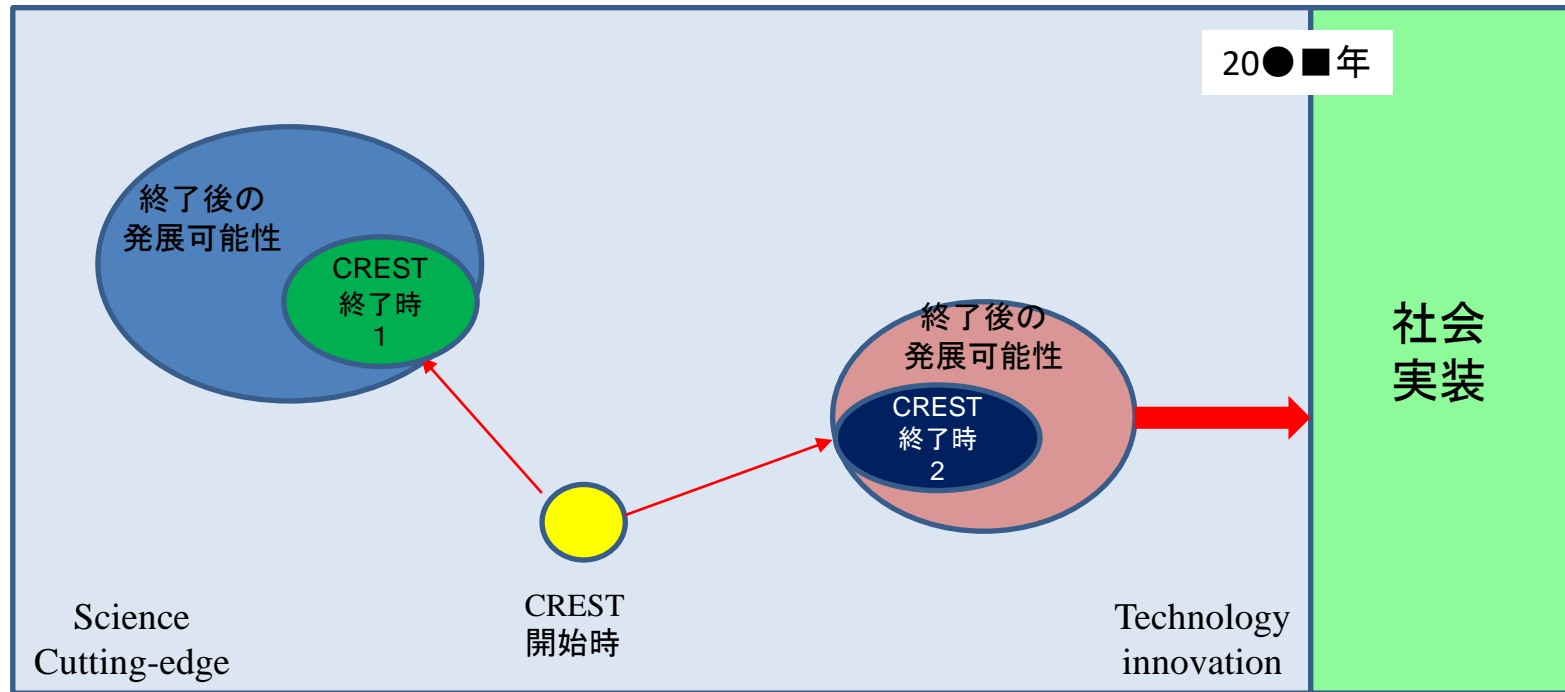 20●■年
終了後の
発展可能性
CREST
終了時
１
終了後の
発展可能性
CREST
終了時
2
社会
実装
CREST
開始時
Science
Cutting-edge
Technology
innovation